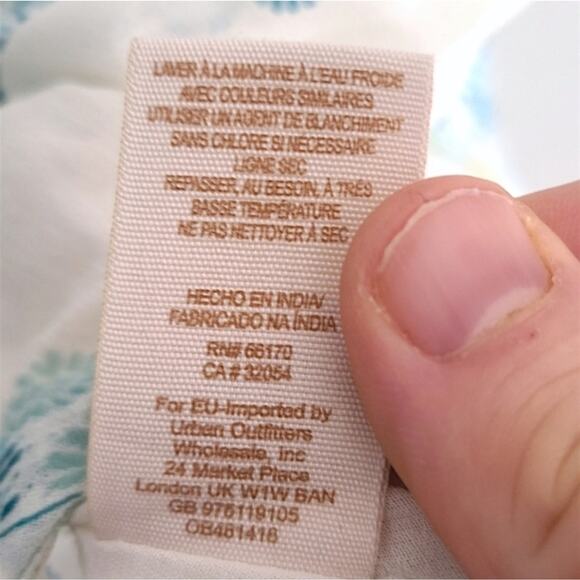 LAVER À LA MACHINE À L'EAU FROIDE
AVEC COULEURS SIMILAIRES
UTILISER UN AGENT DE BLANCHIMENT
SANS CHLORE SI NECESSAIRE
LIGNE SEC
REPASSER, AU BESOIN, À TRÉS
BASSE TEMPÉRATURE
NE PAS NETTOYER À SEC
HECHO EN INDIA/
FABRICADO NA ÍNDIA
RN# 66170
CA # 32054
For EU-Imported by
Urban Outfitters
Wholesale, Inc
24 Market Place
London UK W1W 8AN
GB 976119105
OB481416